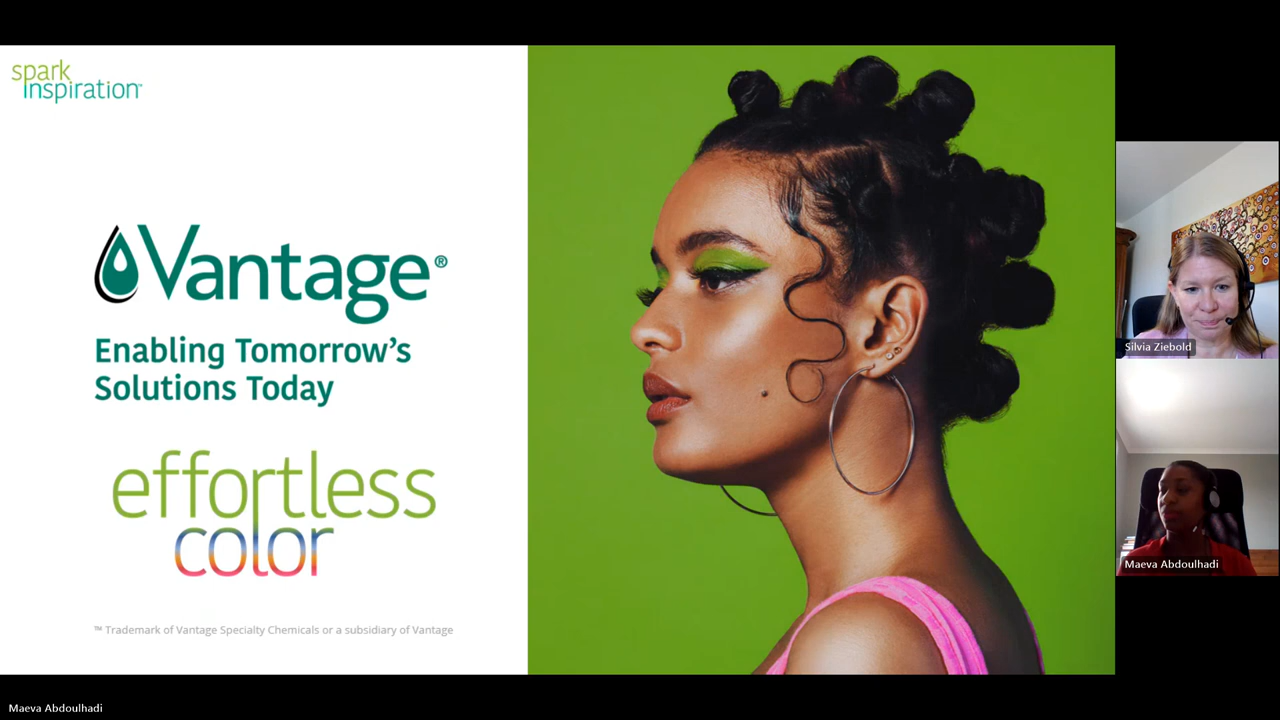 spark
inspiration™
Vantage®
Enabling Tomorrow's
Solutions Today
effortless
color
™ Trademark of Vantage Specialty Chemicals or a subsidiary of Vantage
Silvia Ziebold
Maeva Abdoulhadi
Maeva Abdoulhadi